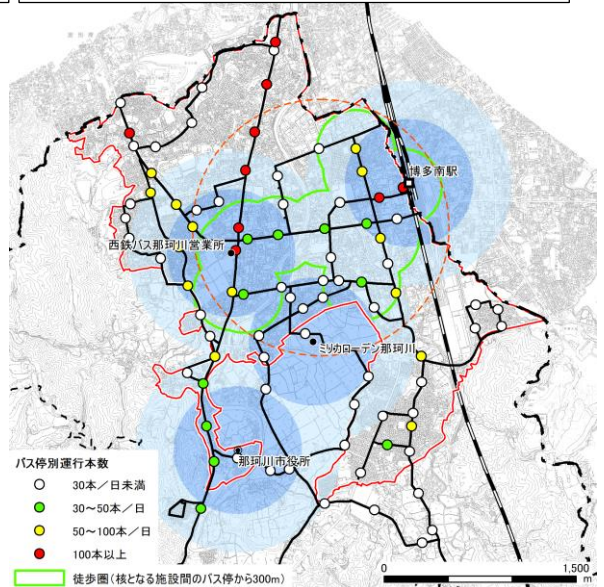 博多南駅
西鉄バス那珂川営業所
ミリカローデン那珂川
那珂川市役所
バス停別運行本数
30本／日未満
30～50本／日
50～100本／日
100本以上
徒歩圏(核となる施設間のバス停から300m)
0 1,500
m